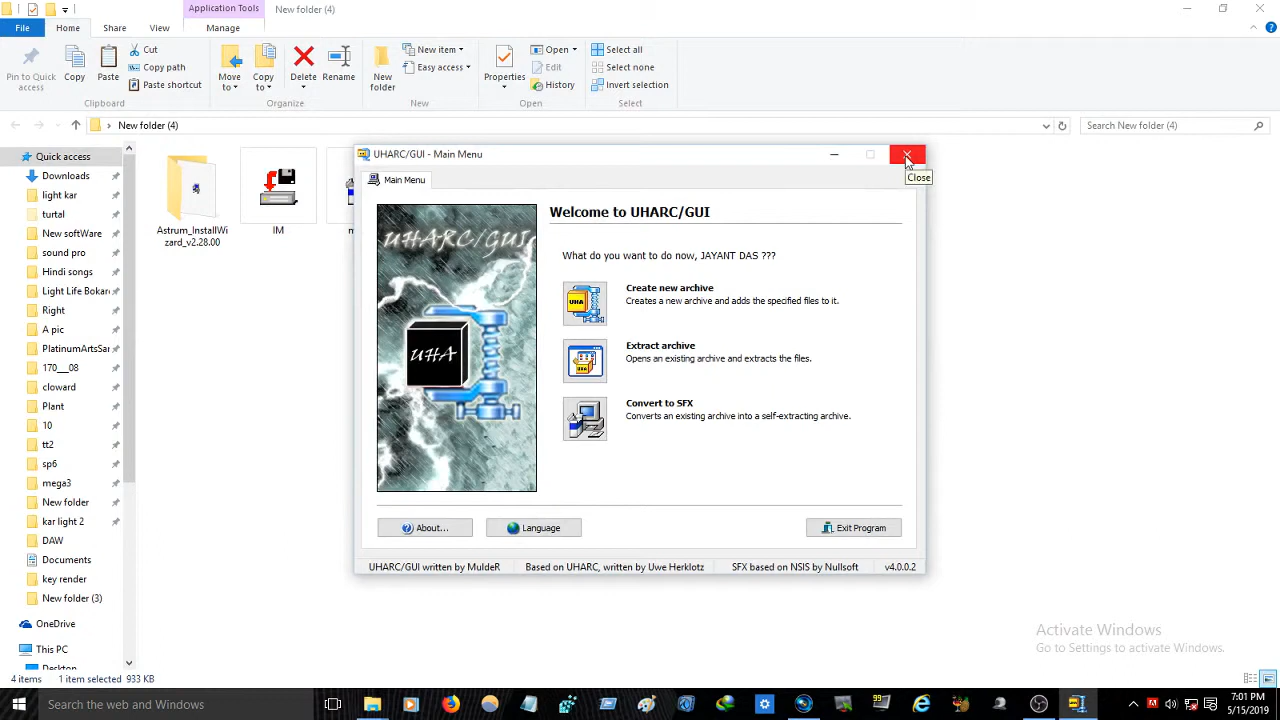 Application Tools
New folder (4)
File
Home
Share
View
Manage
Pin to Quick
access
Copy
Paste
Cut
Copy path
Paste shortcut
Clipboard
Move
to
Copy
to
Delete
Rename
Organize
New
folder
New item
Easy access
New
Properties
Open
Edit
History
Open
Select all
Select none
Invert selection
Select
New folder (4)
Search New folder (4)
Quick access
Downloads
light kar
turtal
New softWare
sound pro
Hindi songs
Light Life Bokar
Right
A pic
PlatinumArtsSar
170___08
cloward
Plant
10
tt2
sp6
mega3
New folder
kar light 2
DAW
Documents
key render
New folder (3)
OneDrive
This PC
Desktop
Astrum_InstallWi
zard_v2.28.00
IM
UHARC/GUI - Main Menu
Close
Main Menu
UHARC/GUI
UHA
Welcome to UHARC/GUI
What do you want to do now, JAYANT DAS ???
Create new archive
Creates a new archive and adds the specified files to it.
Extract archive
Opens an existing archive and extracts the files.
Convert to SFX
Converts an existing archive into a self-extracting archive.
About...
Language
Exit Program
UHARC/GUI written by MuldeR
Based on UHARC, written by Uwe Herklotz
SFX based on NSIS by Nullsoft
v4.0.0.2
Activate Windows
Go to Settings to activate Windows.
4 items
1 item selected 933 KB
Search the web and Windows
99
7:01 PM
5/15/2019